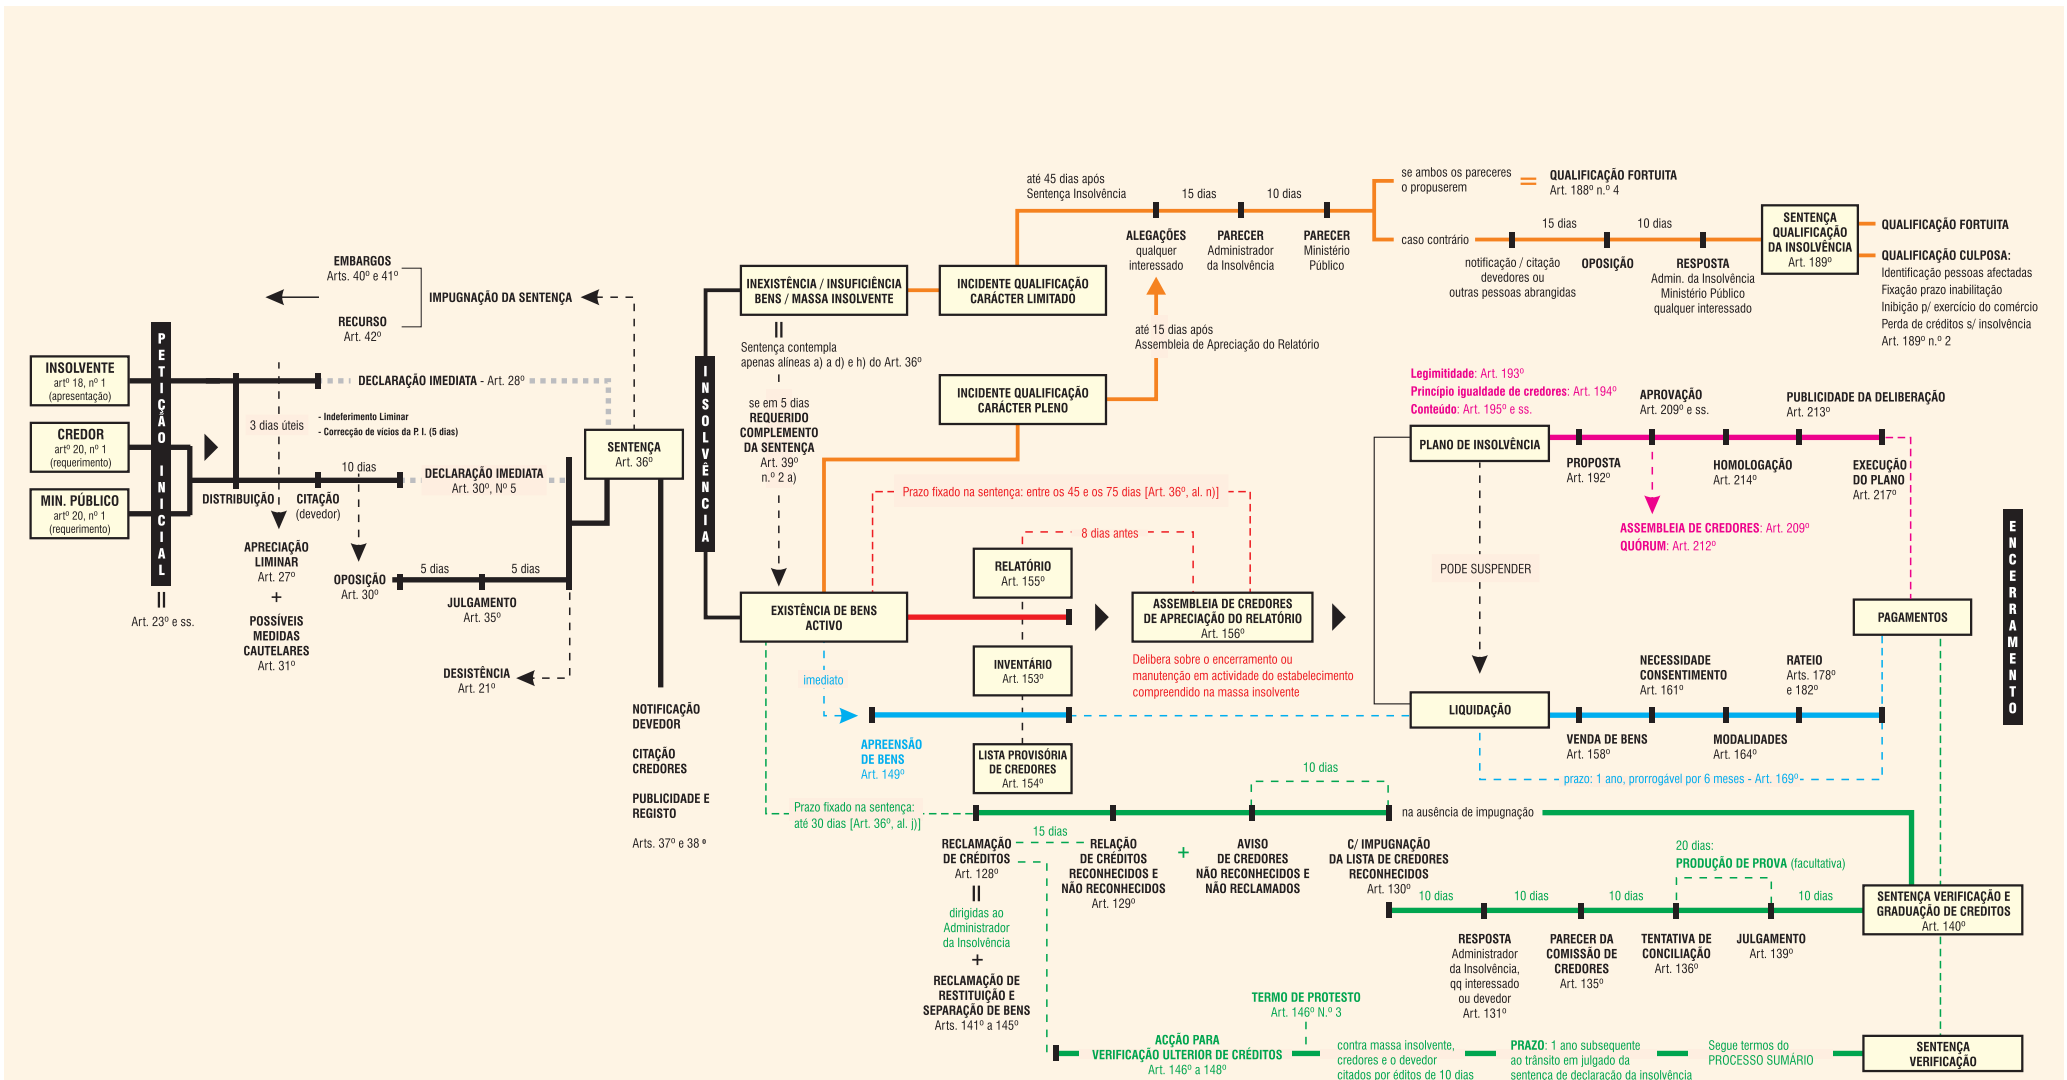 INSOLVENTE
artº 18, nº 1
(apresentação)
CREDOR
artº 20, nº 1
(requerimento)
MIN. PÚBLICO
artº 20, nº 1
(requerimento)
PETIÇÃO INICIAL
Art. 23º e ss.
EMBARGOS
Arts. 40º e 41º
RECURSO
Art. 42º
IMPUGNAÇÃO DA SENTENÇA
DECLARAÇÃO IMEDIATA - Art. 28º
3 dias úteis
- Indeferimento Liminar
- Correcção de vícios da P. I. (5 dias)
10 dias
DECLARAÇÃO IMEDIATA
Art. 30º, Nº 5
DISTRIBUIÇÃO
CITAÇÃO
(devedor)
APRECIAÇÃO
LIMINAR
Art. 27º
+
POSSÍVEIS
MEDIDAS
CAUTELARES
Art. 31º
OPOSIÇÃO
Art. 30º
5 dias
5 dias
JULGAMENTO
Art. 35º
DESISTÊNCIA
Art. 21º
SENTENÇA
Art. 36º
NOTIFICAÇÃO
DEVEDOR
CITAÇÃO
CREDORES
PUBLICIDADE E
REGISTO
Arts. 37º e 38 º
INSOLVÊNCIA
INEXISTÊNCIA / INSUFICIÊNCIA
BENS / MASSA INSOLVENTE
Sentença contempla
apenas alíneas a) a d) e h) do Art. 36º
se em 5 dias
REQUERIDO
COMPLEMENTO
DA SENTENÇA
Art. 39º
n.º 2 a)
EXISTÊNCIA DE BENS
ACTIVO
INCIDENTE QUALIFICAÇÃO
CARÁCTER LIMITADO
INCIDENTE QUALIFICAÇÃO
CARÁCTER PLENO
até 45 dias após
Sentença Insolvência
15 dias
10 dias
ALEGAÇÕES
qualquer
interessado
PARECER
Administrador
da Insolvência
PARECER
Ministério
Público
até 15 dias após
Assembleia de Apreciação do Relatório
se ambos os pareceres
o propuserem
=
QUALIFICAÇÃO FORTUITA
Art. 188º n.º 4
caso contrário
15 dias
10 dias
notificação / citação
devedores ou
outras pessoas abrangidas
OPOSIÇÃO
RESPOSTA
Admin. da Insolvência
Ministério Público
qualquer interessado
SENTENÇA
QUALIFICAÇÃO
DA INSOLVÊNCIA
Art. 189º
QUALIFICAÇÃO FORTUITA
QUALIFICAÇÃO CULPOSA:
Identificação pessoas afectadas
Fixação prazo inabilitação
Inibição p/ exercício do comércio
Perda de créditos s/ insolvência
Art. 189º n.º 2
Prazo fixado na sentença: entre os 45 e os 75 dias [Art. 36º, al. n)]
8 dias antes
RELATÓRIO
Art. 155º
INVENTÁRIO
Art. 153º
LISTA PROVISÓRIA
DE CREDORES
Art. 154º
ASSEMBLEIA DE CREDORES
DE APRECIAÇÃO DO RELATÓRIO
Art. 156º
Delibera sobre o encerramento ou
manutenção em actividade do estabelecimento
compreendido na massa insolvente
imediato
APREENSÃO
DE BENS
Art. 149º
Legimitidade: Art. 193º
Princípio igualdade de credores: Art. 194º
Conteúdo: Art. 195º e ss.
PLANO DE INSOLVÊNCIA
PROPOSTA
Art. 192º
APROVAÇÃO
Art. 209º e ss.
HOMOLOGAÇÃO
Art. 214º
PUBLICIDADE DA DELIBERAÇÃO
Art. 213º
EXECUÇÃO
DO PLANO
Art. 217º
ASSEMBLEIA DE CREDORES: Art. 209º
QUÓRUM: Art. 212º
PODE SUSPENDER
LIQUIDAÇÃO
VENDA DE BENS
Art. 158º
NECESSIDADE
CONSENTIMENTO
Art. 161º
MODALIDADES
Art. 164º
RATEIO
Arts. 178º
e 182º
prazo: 1 ano, prorrogável por 6 meses - Art. 169º
PAGAMENTOS
ENCERRAMENTO
Prazo fixado na sentença:
até 30 dias [Art. 36º, al. j)]
15 dias
10 dias
na ausência de impugnação
RECLAMAÇÃO
DE CRÉDITOS
Art. 128º
dirigidas ao
Administrador
da Insolvência
+
RECLAMAÇÃO DE
RESTITUIÇÃO E
SEPARAÇÃO DE BENS
Arts. 141º a 145º
RELAÇÃO
DE CRÉDITOS
RECONHECIDOS E
NÃO RECONHECIDOS
Art. 129º
+
AVISO
DE CREDORES
NÃO RECONHECIDOS E
NÃO RECLAMADOS
C/ IMPUGNAÇÃO
DA LISTA DE CREDORES
RECONHECIDOS
Art. 130º
10 dias
10 dias
10 dias
20 dias:
PRODUÇÃO DE PROVA (facultativa)
10 dias
RESPOSTA
Administrador
da Insolvência,
qq interessado
ou devedor
Art. 131º
PARECER DA
COMISSÃO DE
CREDORES
Art. 135º
TENTATIVA DE
CONCILIAÇÃO
Art. 136º
JULGAMENTO
Art. 139º
SENTENÇA VERIFICAÇÃO E
GRADUAÇÃO DE CREDITOS
Art. 140º
TERMO DE PROTESTO
Art. 146º N.º 3
ACÇÃO PARA
VERIFICAÇÃO ULTERIOR DE CRÉDITOS
Art. 146º a 148º
contra massa insolvente,
credores e o devedor
citados por éditos de 10 dias
PRAZO: 1 ano subsequente
ao trânsito em julgado da
sentença de declaração da insolvência
Segue termos do
PROCESSO SUMÁRIO
SENTENÇA
VERIFICAÇÃO